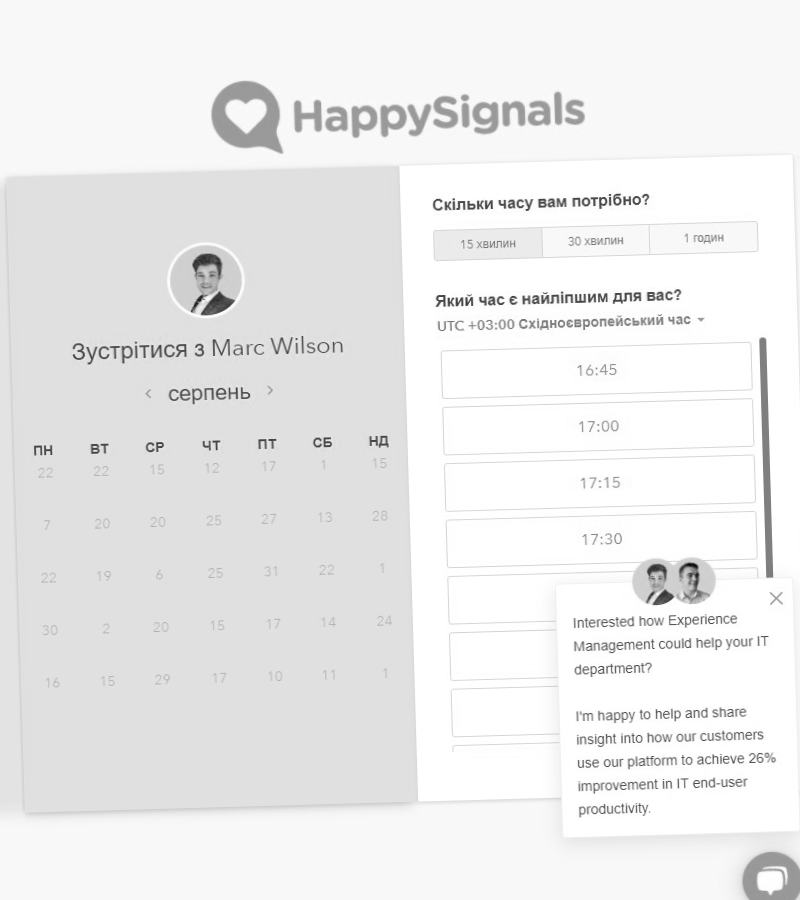 HappySignals
Зустрітися з Marc Wilson
серпень
ПН ВТ СР ЧТ ПТ СБ НД
22 22 15 12 17 1 15
7 20 20 25 27 13 28
22 19 6 25 31 22 1
30 2 20 15 17 14 24
16 15 29 17 10 11 1
Скільки часу вам потрібно?
15 хвилин 30 хвилин 1 годин
Який час є найліпшим для вас?
UTC +03:00 Східноєвропейський час
16:45
17:00
17:15
17:30
Interested how Experience
Management could help your IT
department?
I'm happy to help and share
insight into how our customers
use our platform to achieve 26%
improvement in IT end-user
productivity.